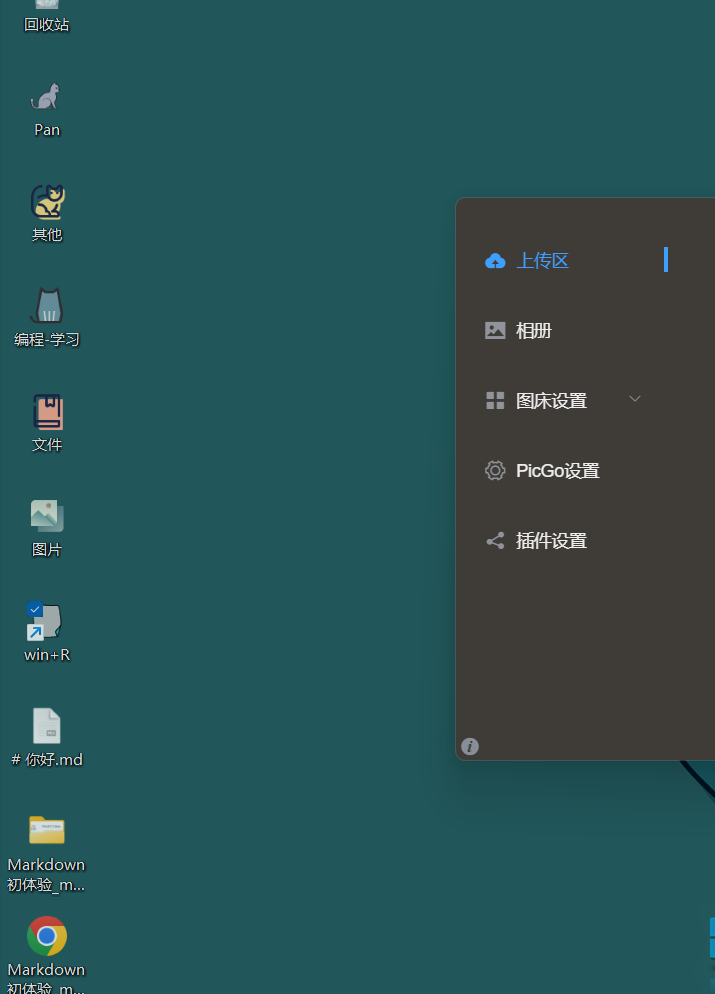 回收站
Pan
其他
编程-学习
文件
图片
win+R
# 你好.md
Markdown
初体验_m...
Markdown
初体验_m...
上传区
相册
图床设置
PicGo设置
插件设置